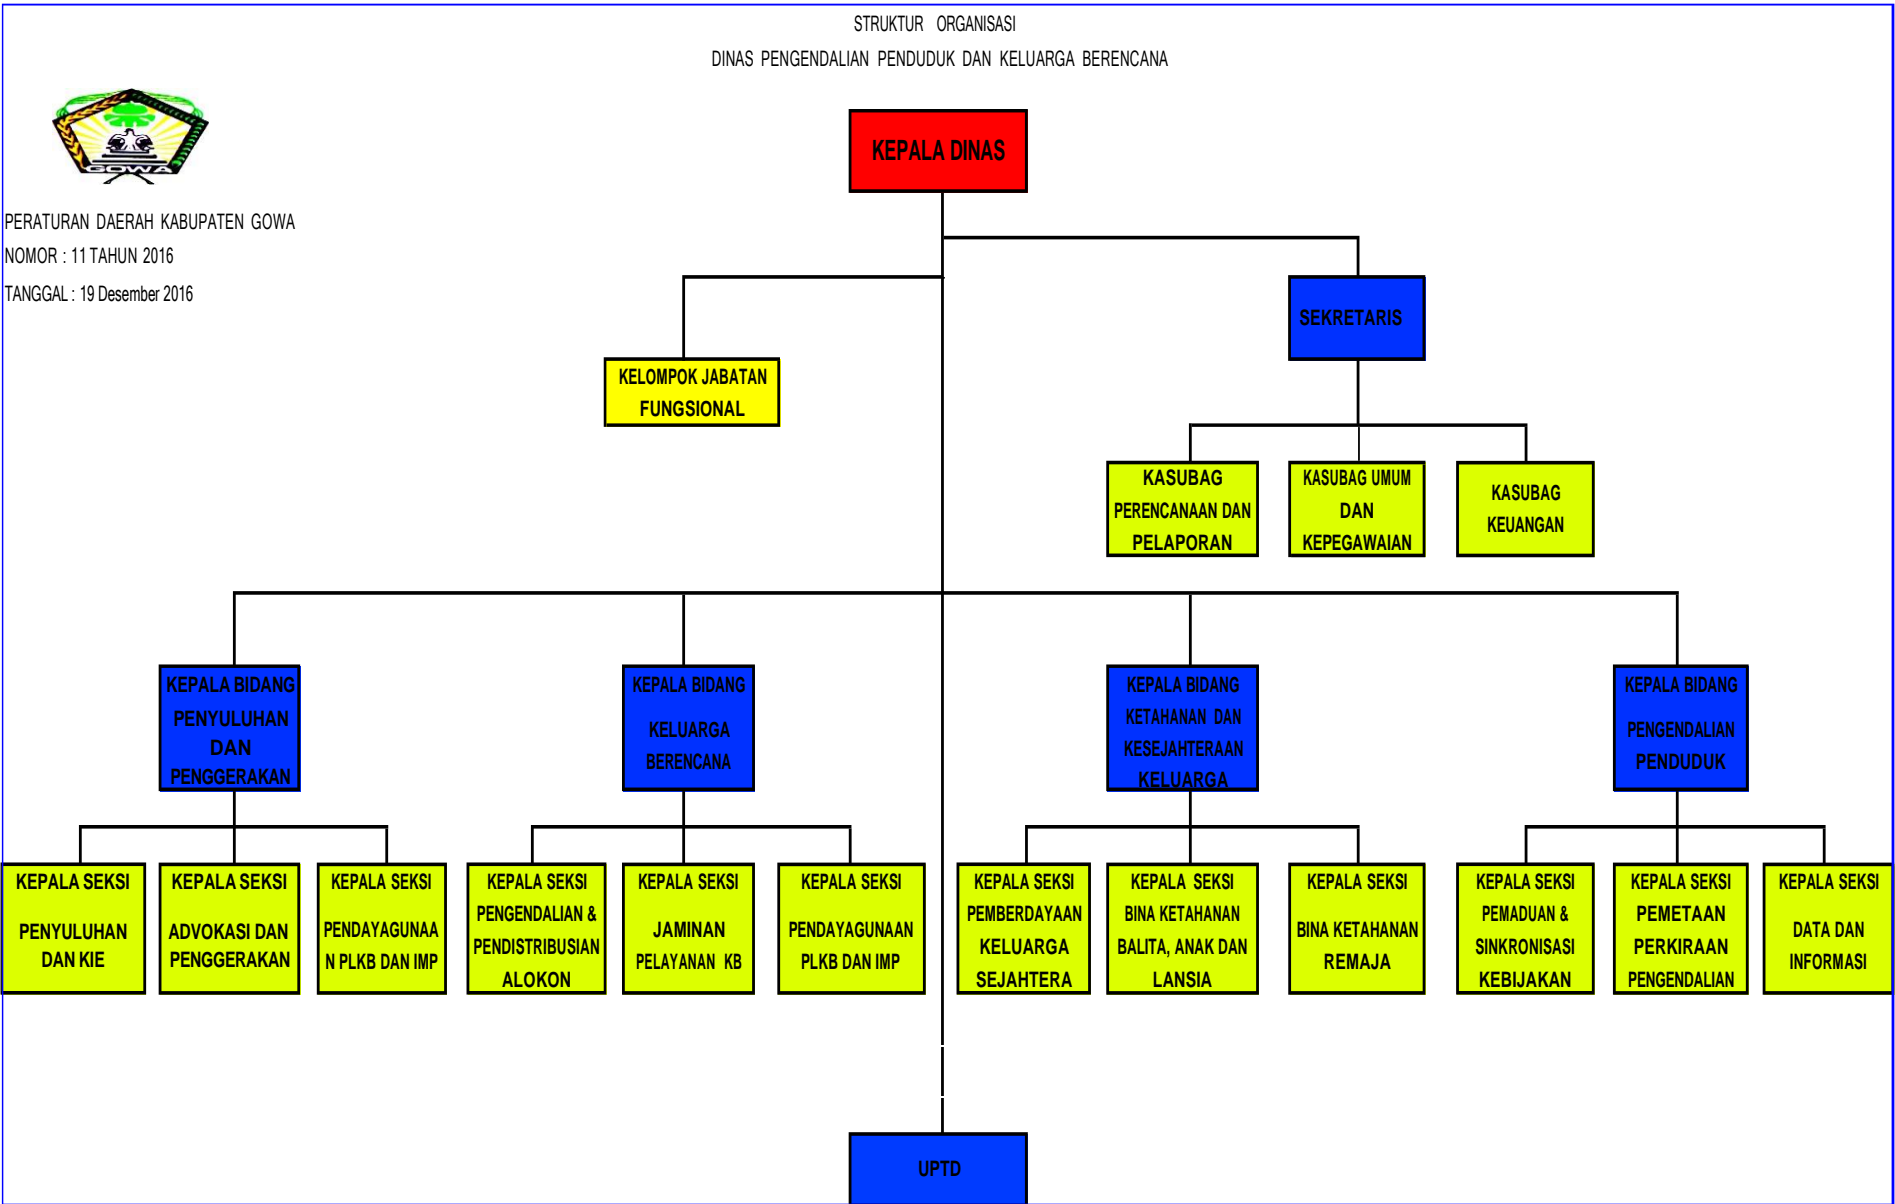 STRUKTUR ORGANISASI
DINAS PENGENDALIAN PENDUDUK DAN KELUARGA BERENCANA
GOWA
PERATURAN DAERAH KABUPATEN GOWA
NOMOR : 11 TAHUN 2016
TANGGAL : 19 Desember 2016
KEPALA DINAS
SEKRETARIS
KELOMPOK JABATAN
FUNGSIONAL
KASUBAG
PERENCANAAN DAN
PELAPORAN
KASUBAG UMUM
DAN
KEPEGAWAIAN
KASUBAG
KEUANGAN
KEPALA BIDANG
PENYULUHAN
DAN
PENGGERAKAN
KEPALA BIDANG
KELUARGA
BERENCANA
KEPALA BIDANG
KETAHANAN DAN
KESEJAHTERAAN
KELUARGA
KEPALA BIDANG
PENGENDALIAN
PENDUDUK
KEPALA SEKSI
PENYULUHAN
DAN KIE
KEPALA SEKSI
ADVOKASI DAN
PENGGERAKAN
KEPALA SEKSI
PENDAYAGUNAA
N PLKB DAN IMP
KEPALA SEKSI
PENGENDALIAN &
PENDISTRIBUSIAN
ALOKON
KEPALA SEKSI
JAMINAN
PELAYANAN KB
KEPALA SEKSI
PENDAYAGUNAAN
PLKB DAN IMP
KEPALA SEKSI
PEMBERDAYAAN
KELUARGA
SEJAHTERA
KEPALA SEKSI
BINA KETAHANAN
BALITA, ANAK DAN
LANSIA
KEPALA SEKSI
BINA KETAHANAN
REMAJA
KEPALA SEKSI
PEMADUAN &
SINKRONISASI
KEBIJAKAN
KEPALA SEKSI
PEMETAAN
PERKIRAAN
PENGENDALIAN
KEPALA SEKSI
DATA DAN
INFORMASI
UPTD